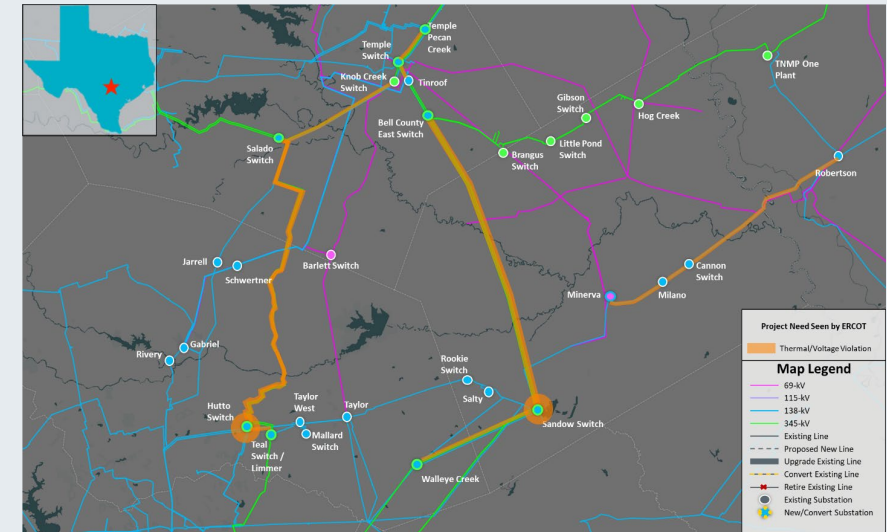 Temple
Pecan
Creek
Temple
Switch
Knob Creek
Switch
Tinroof
TNMP One
Plant
Gibson
Switch
Hog Creek
Bell County
East Switch
Salado
Switch
Little Pond
Switch
Brangus
Switch
Robertson
Jarrell
Schwertner
Barlett Switch
Cannon
Switch
Milano
Minerva
Gabriel
Rivery
Rookie
Switch
Salty
Hutto
Switch
Taylor
West
Taylor
Mallard
Switch
Teal
Switch /
Limmer
Sandow Switch
Walleye Creek
Project Need Seen by ERCOT
Thermal/Voltage Violation
Map Legend
69-kV
115-kV
138-kV
345-kV
Existing Line
Proposed New Line
Upgrade Existing Line
Convert Existing Line
Retire Existing Line
Existing Substation
New/Convert Substation